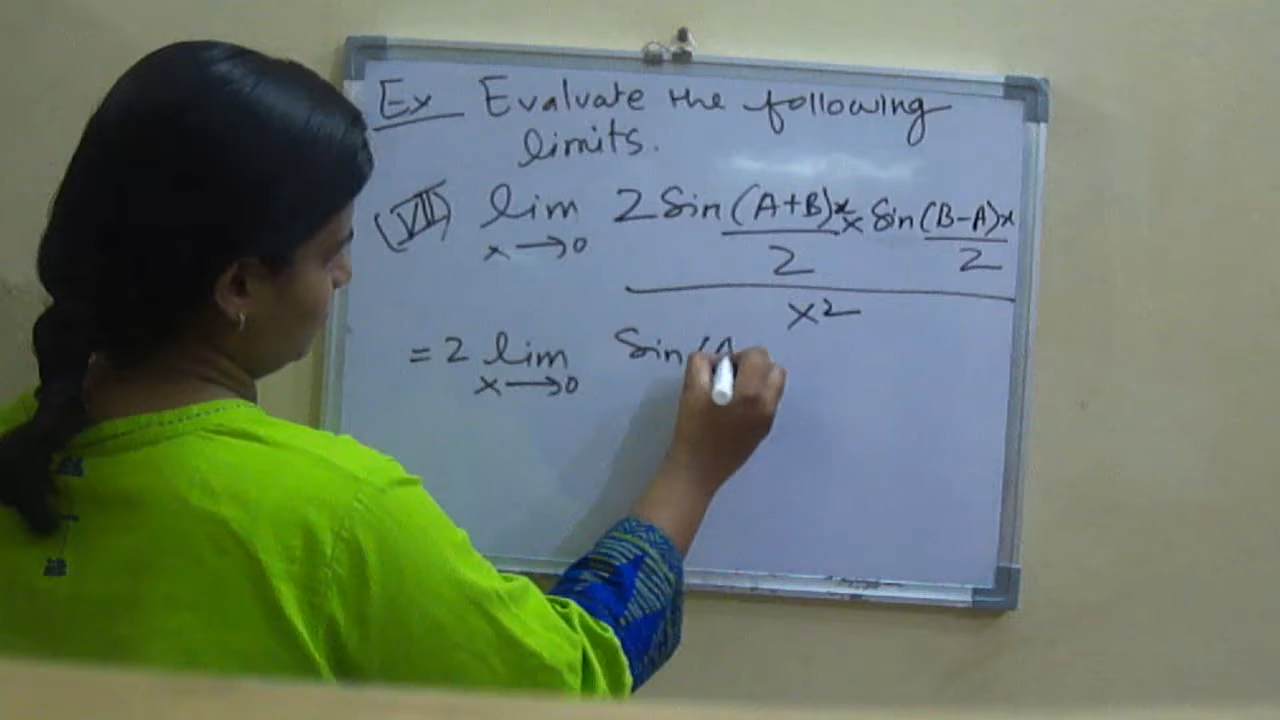 Ex Evaluate the following
limits.
(VII) lim 2 Sin (A+B)x × Sin (B-A)x
x→0 2 2
x²
= 2 lim Sin (A
x→0